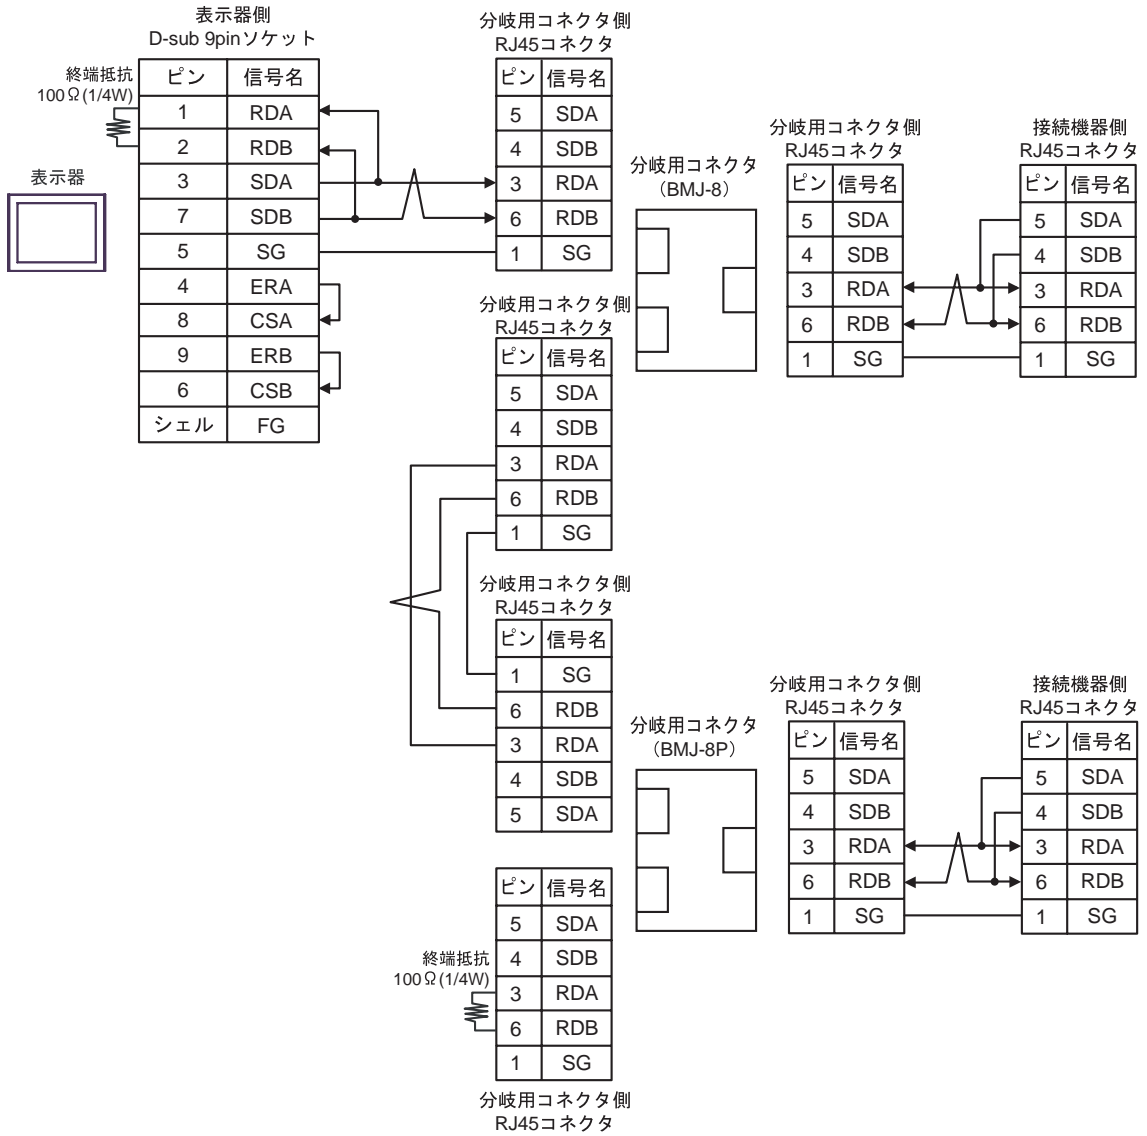 表示器側
D-sub 9pinソケット
終端抵抗
100Ω(1/4W)
ピン 信号名
1 RDA
2 RDB
3 SDA
7 SDB
5 SG
4 ERA
8 CSA
9 ERB
6 CSB
シェル FG
表示器
分岐用コネクタ側
RJ45コネクタ
ピン 信号名
5 SDA
4 SDB
3 RDA
6 RDB
1 SG
分岐用コネクタ
（BMJ-8）
分岐用コネクタ側
RJ45コネクタ
ピン 信号名
5 SDA
4 SDB
3 RDA
6 RDB
1 SG
接続機器側
RJ45コネクタ
ピン 信号名
5 SDA
4 SDB
3 RDA
6 RDB
1 SG
分岐用コネクタ側
RJ45コネクタ
ピン 信号名
5 SDA
4 SDB
3 RDA
6 RDB
1 SG
分岐用コネクタ側
RJ45コネクタ
ピン 信号名
1 SG
6 RDB
3 RDA
4 SDB
5 SDA
分岐用コネクタ
（BMJ-8P）
分岐用コネクタ側
RJ45コネクタ
ピン 信号名
5 SDA
4 SDB
3 RDA
6 RDB
1 SG
接続機器側
RJ45コネクタ
ピン 信号名
5 SDA
4 SDB
3 RDA
6 RDB
1 SG
終端抵抗
100Ω(1/4W)
ピン 信号名
5 SDA
4 SDB
3 RDA
6 RDB
1 SG
分岐用コネクタ側
RJ45コネクタ